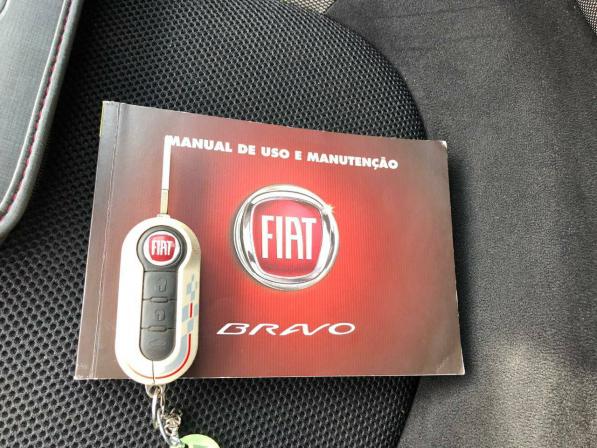 MANUAL DE USO E MANUTENÇÃO
FIAT
FIAT
BRAVO